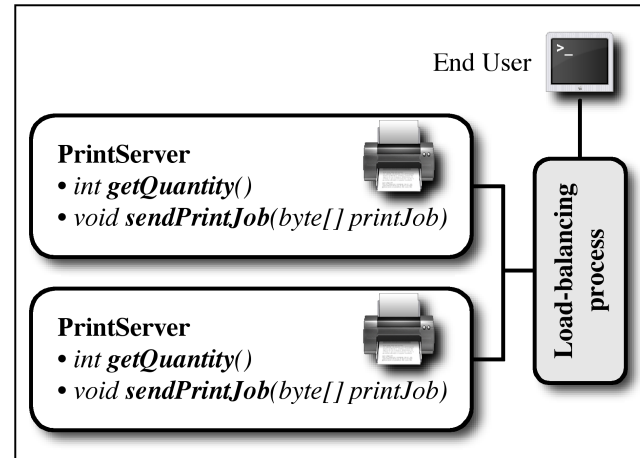 End User
>_
PrintServer
• int getQuantity()
• void sendPrintJob(byte[] printJob)
PrintServer
• int getQuantity()
• void sendPrintJob(byte[] printJob)
Load-balancing
process